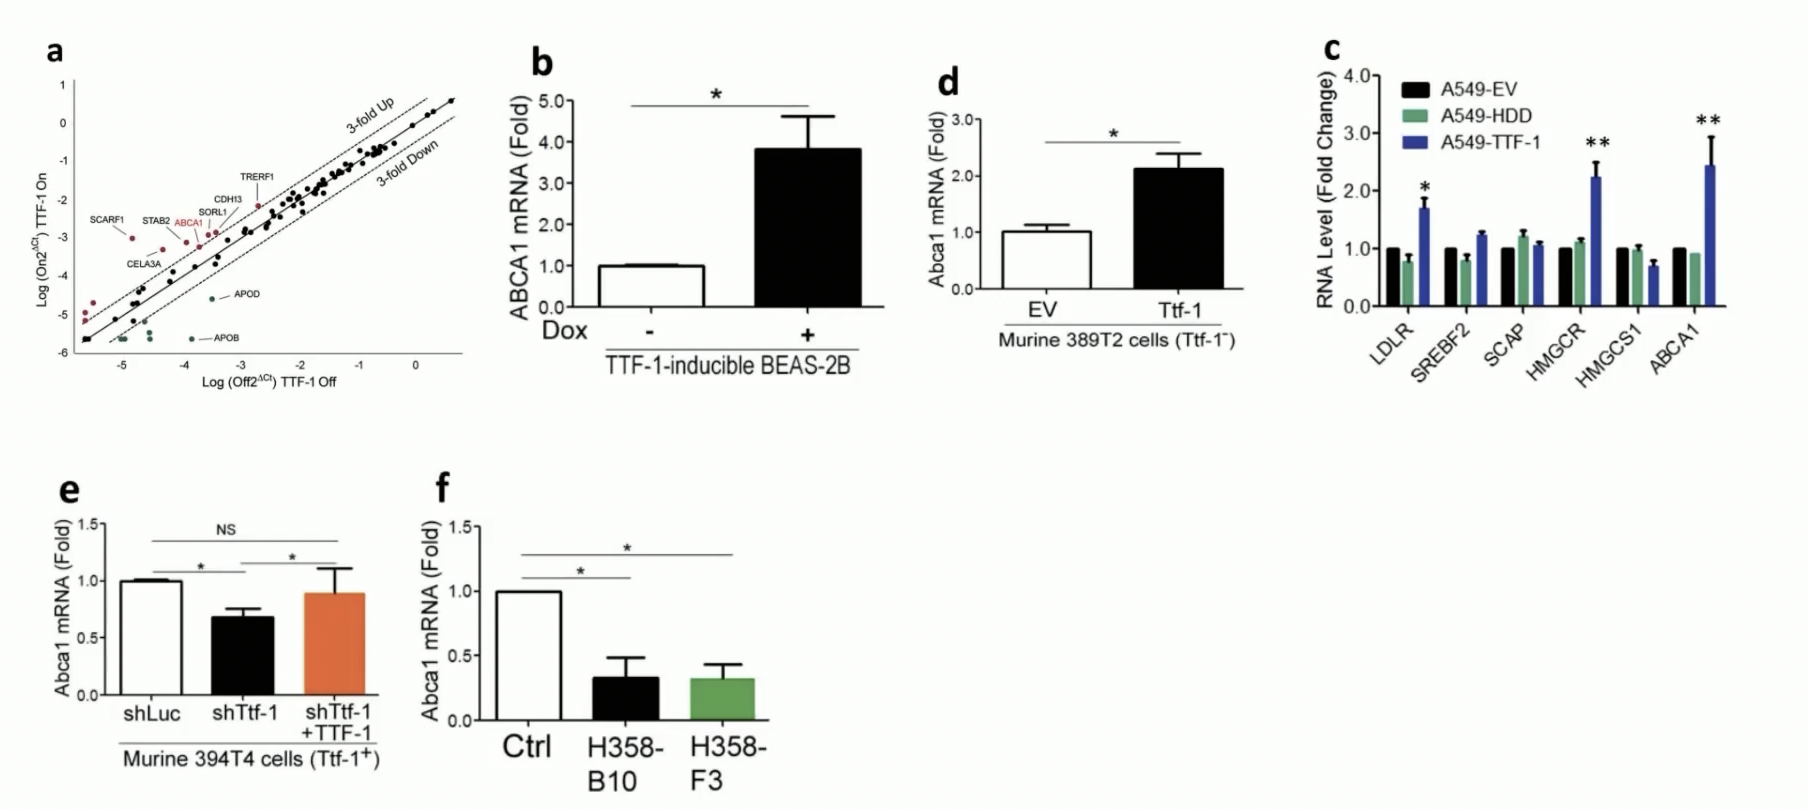 a
Log (On2^ΔCt) TTF-1 On
1
0
-1
-2
-3
-4
-5
-6
3-fold Up
3-fold Down
TRERF1
CDH13
SORL1
SCARF1
STAB2
ABCA1
CELA3A
APOD
APOB
-5
-4
-3
-2
-1
0
Log (Off2^ΔCt) TTF-1 Off
b
ABCA1 mRNA (Fold)
5.0
4.0
3.0
2.0
1.0
0.0
*
Dox
-
+
TTF-1-inducible BEAS-2B
d
Abca1 mRNA (Fold)
3.0
2.0
1.0
0.0
*
EV
Ttf-1
Murine 389T2 cells (Ttf-1⁻)
c
RNA Level (Fold Change)
4.0
3.0
2.0
1.0
0.0
A549-EV
A549-HDD
A549-TTF-1
*
**
**
LDLR
SREBF2
SCAP
HMGCR
HMGCS1
ABCA1
e
Abca1 mRNA (Fold)
1.5
1.0
0.5
0.0
NS
*
*
shLuc
shTtf-1
shTtf-1
+TTF-1
Murine 394T4 cells (Ttf-1⁺)
f
Abca1 mRNA (Fold)
1.5
1.0
0.5
0.0
*
*
Ctrl
H358-
B10
H358-
F3